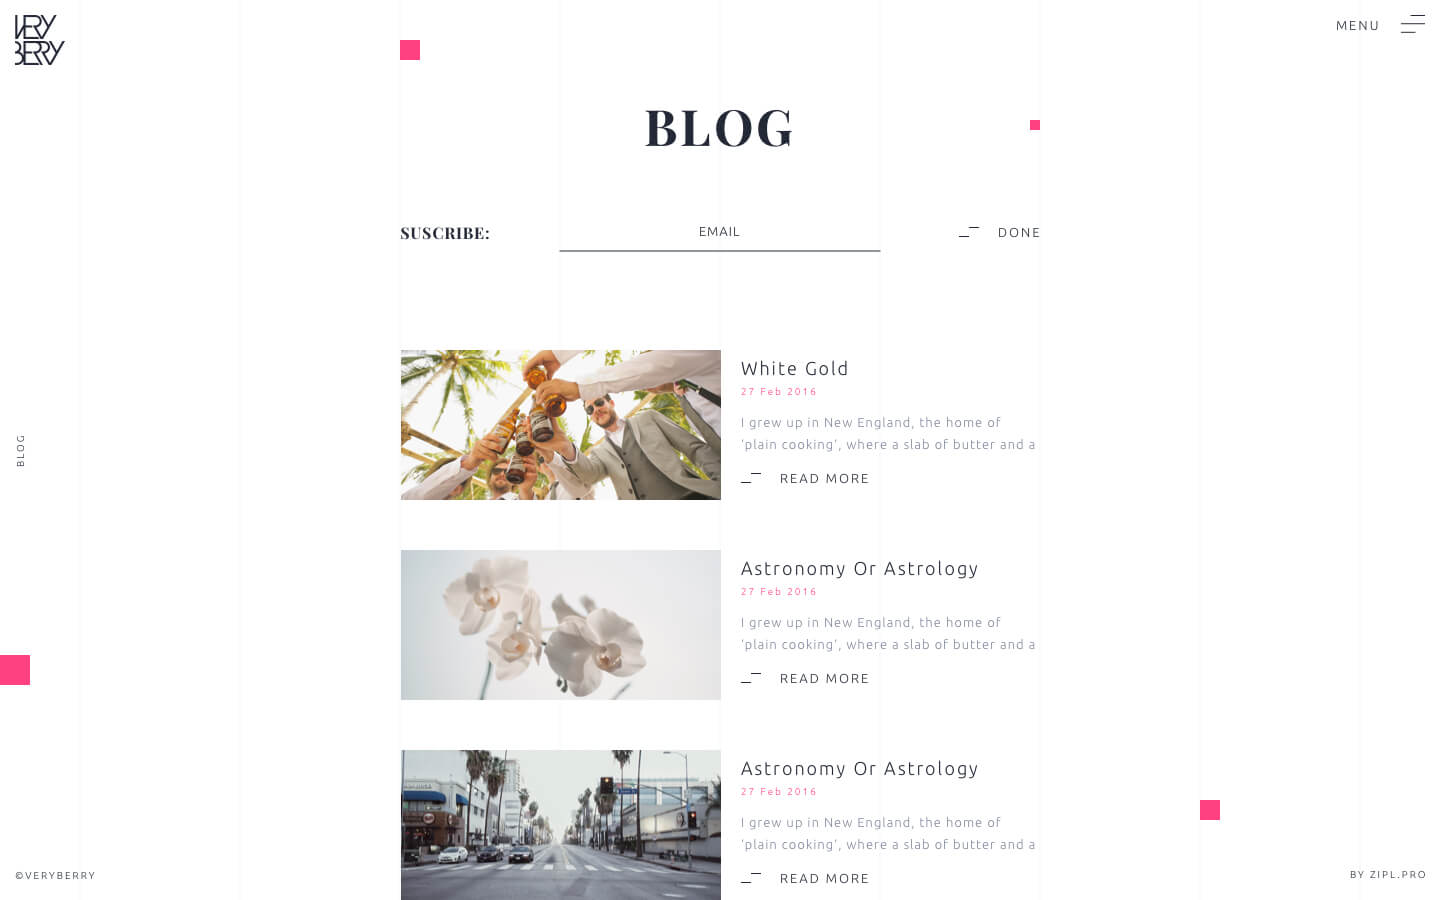 VERY
BERRY
MENU
BLOG
SUSCRIBE:
EMAIL
DONE
White Gold
27 Feb 2016
I grew up in New England, the home of
'plain cooking', where a slab of butter and a
READ MORE
BLOG
Astronomy Or Astrology
27 Feb 2016
I grew up in New England, the home of
'plain cooking', where a slab of butter and a
READ MORE
Astronomy Or Astrology
27 Feb 2016
I grew up in New England, the home of
'plain cooking', where a slab of butter and a
READ MORE
©VERYBERRY
BY ZIPL.PRO